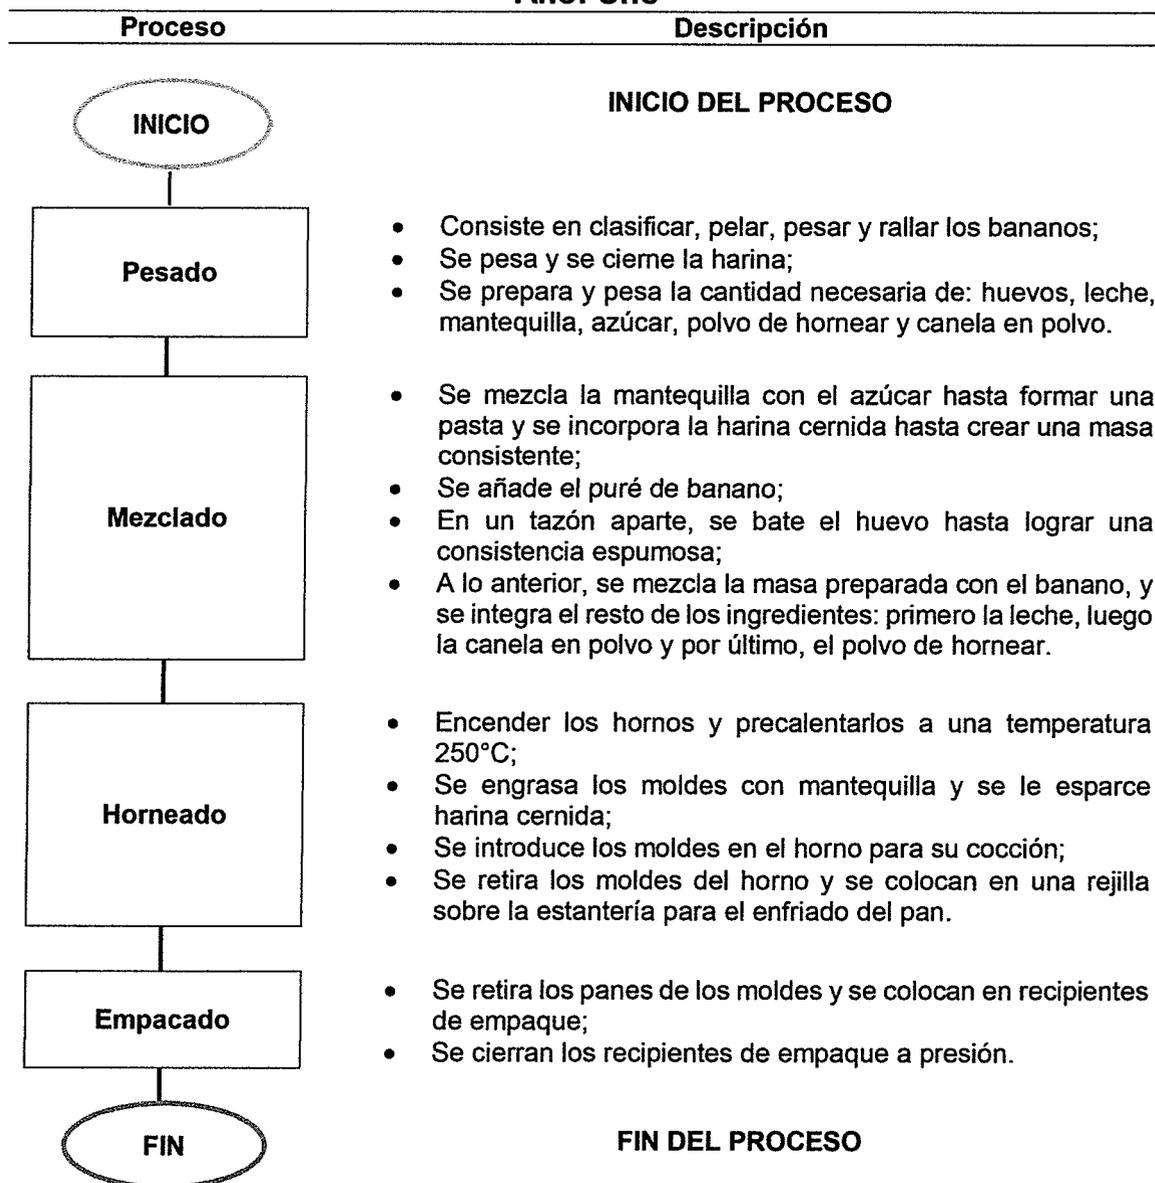 Proceso Descripción
INICIO
INICIO DEL PROCESO
Pesado
• Consiste en clasificar, pelar, pesar y rallar los bananos;
• Se pesa y se cierne la harina;
• Se prepara y pesa la cantidad necesaria de: huevos, leche,
mantequilla, azúcar, polvo de hornear y canela en polvo.
Mezclado
• Se mezcla la mantequilla con el azúcar hasta formar una
pasta y se incorpora la harina cernida hasta crear una masa
consistente;
• Se añade el puré de banano;
• En un tazón aparte, se bate el huevo hasta lograr una
consistencia espumosa;
• A lo anterior, se mezcla la masa preparada con el banano, y
se integra el resto de los ingredientes: primero la leche, luego
la canela en polvo y por último, el polvo de hornear.
Horneado
• Encender los hornos y precalentarlos a una temperatura
250°C;
• Se engrasa los moldes con mantequilla y se le esparce
harina cernida;
• Se introduce los moldes en el horno para su cocción;
• Se retira los moldes del horno y se colocan en una rejilla
sobre la estantería para el enfriado del pan.
Empacado
• Se retira los panes de los moldes y se colocan en recipientes
de empaque;
• Se cierran los recipientes de empaque a presión.
FIN
FIN DEL PROCESO